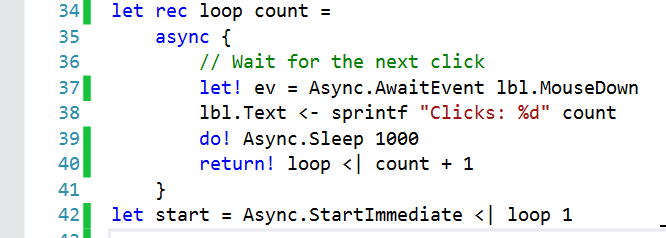 34 let rec loop count =
35 async {
36 // Wait for the next click
37 let! ev = Async.AwaitEvent lbl.MouseDown
38 lbl.Text <- sprintf "Clicks: %d" count
39 do! Async.Sleep 1000
40 return! loop <| count + 1
41 }
42 let start = Async.StartImmediate <| loop 1